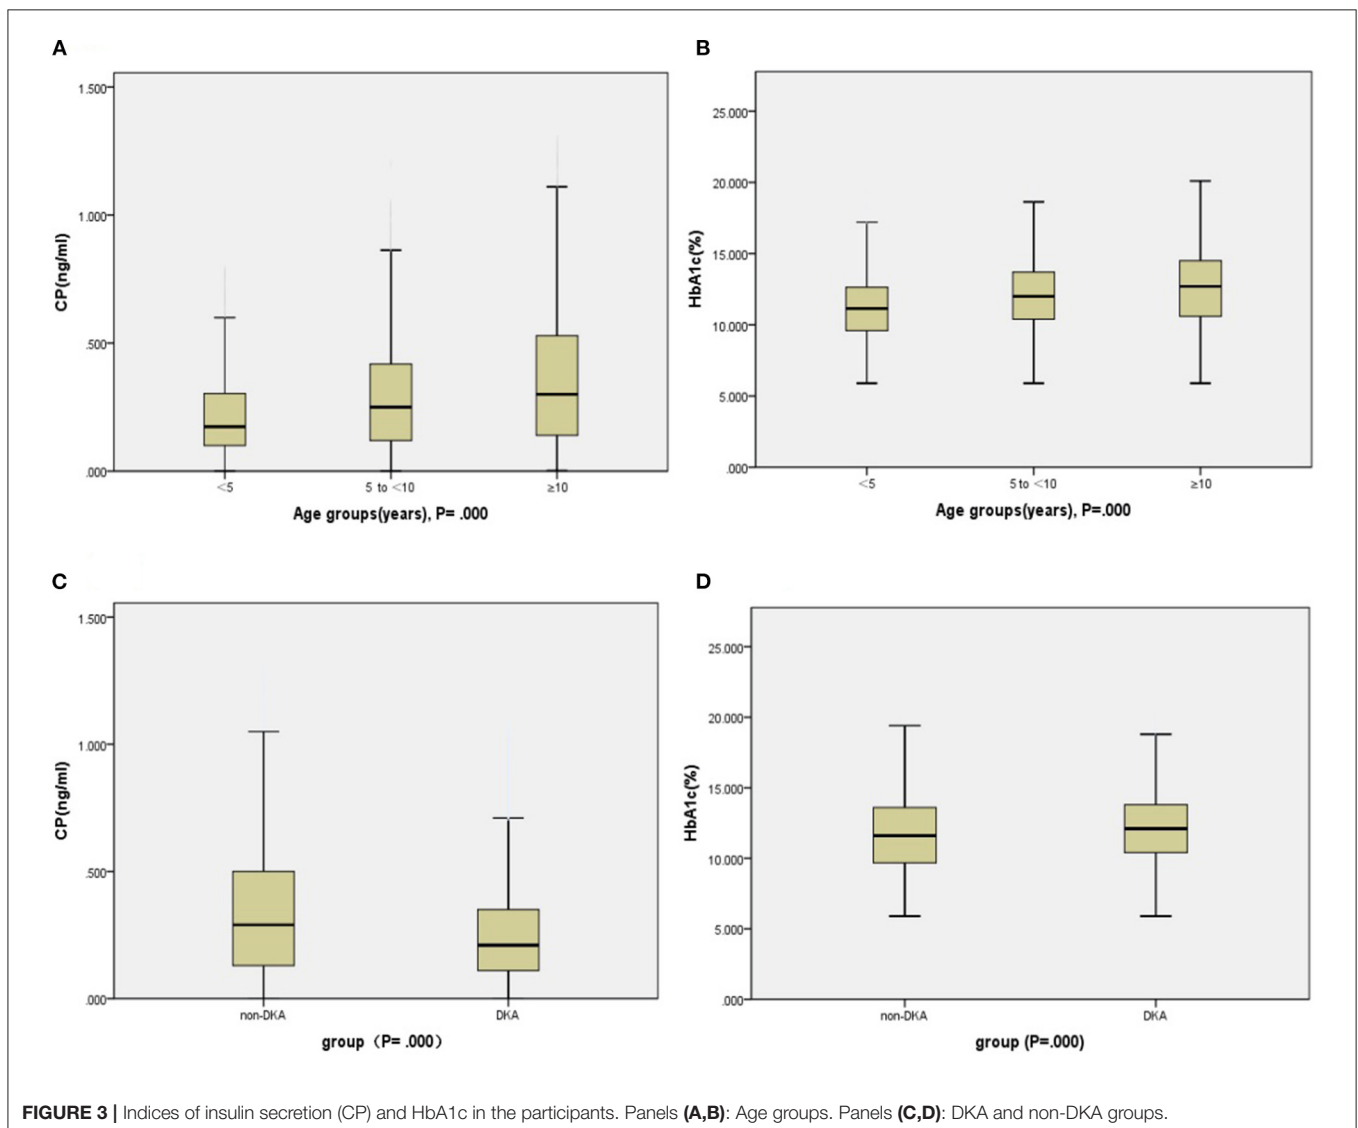 A
1.500
1.000
.500
.000
CP(ng/ml)
<5
5 to <10
≥10
Age groups(years), P= .000
B
25.000
20.000
15.000
10.000
5.000
.000
HbA1c(%)
<5
5 to <10
≥10
Age groups(years), P=.000
C
1.500
1.000
.500
.000
CP(ng/ml)
non-DKA
DKA
group（P= .000）
D
25.000
20.000
15.000
10.000
5.000
.000
HbA1c(%)
non-DKA
DKA
group (P=.000)
FIGURE 3 | Indices of insulin secretion (CP) and HbA1c in the participants. Panels (A,B): Age groups. Panels (C,D): DKA and non-DKA groups.